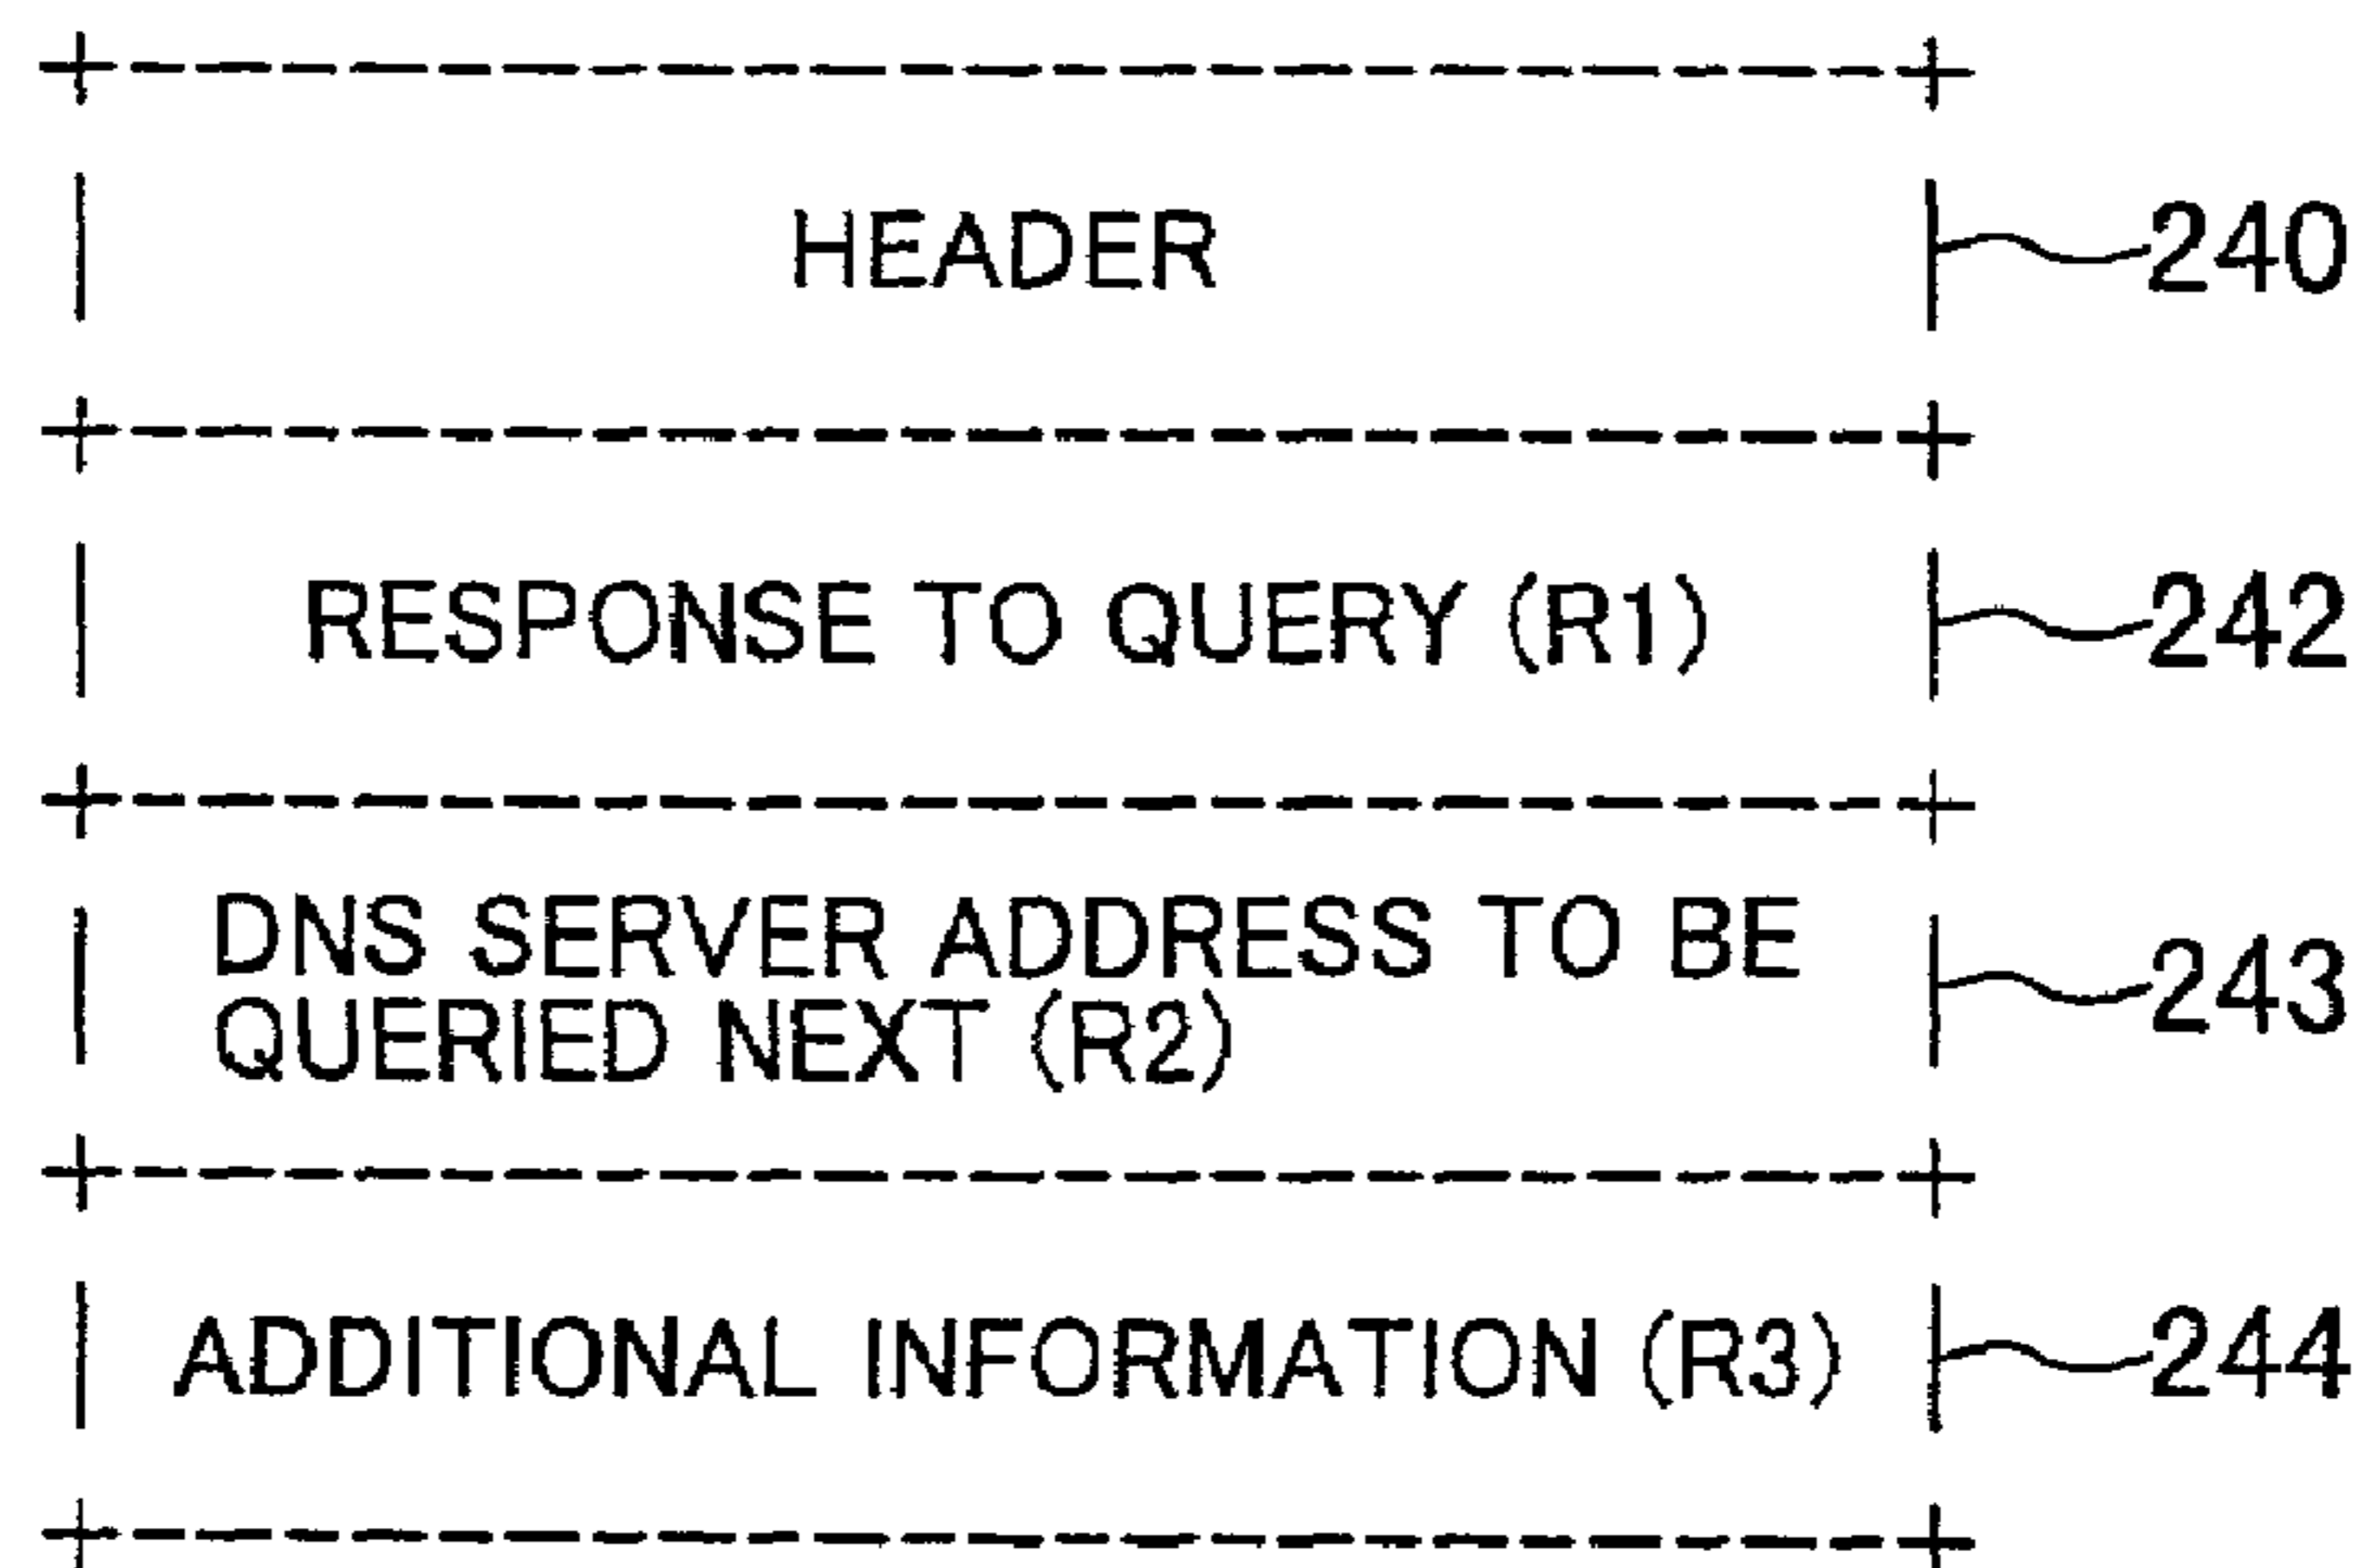 HEADER 240
RESPONSE TO QUERY (R1) 242
DNS SERVER ADDRESS TO BE
QUERIED NEXT (R2) 243
ADDITIONAL INFORMATION (R3) 244